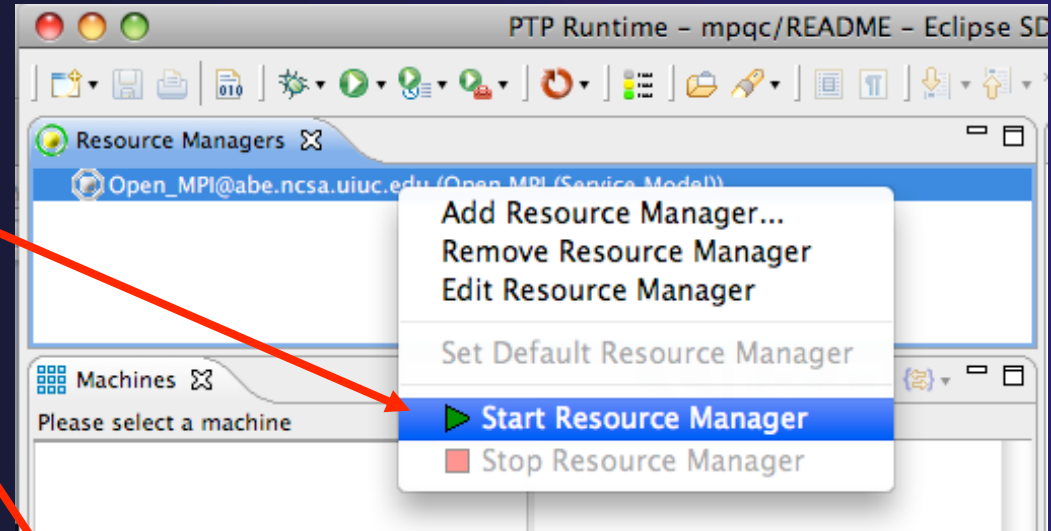 PTP Runtime – mpqc/README – Eclipse SD
010
Resource Managers
Open_MPI@abe.ncsa.uiuc.edu (Open MPI (Service Model))
Add Resource Manager...
Remove Resource Manager
Edit Resource Manager
Set Default Resource Manager
Start Resource Manager
Stop Resource Manager
Machines
Please select a machine